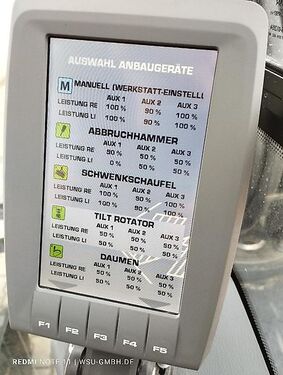 AUSWAHL ANBAUGERÄTE
M MANUELL (WERKSTATT-EINSTELL
AUX 1 AUX 2 AUX 3
LEISTUNG RE 100 % 90 % 100 %
LEISTUNG LI 100 % 90 % 100 %
ABBRUCHHAMMER
AUX 1 AUX 2 AUX 3
LEISTUNG RE 90 % 50 % 50 %
LEISTUNG LI 0 % 50 % 50 %
SCHWENKSCHAUFEL
AUX 1 AUX 2 AUX 3
LEISTUNG RE 100 % 90 % 100 %
LEISTUNG LI 100 % 90 % 100 %
TILT ROTATOR
AUX 1 AUX 2 AUX 3
LEISTUNG RE 50 % 50 % 50 %
LEISTUNG LI 50 % 50 % 50 %
DAUMEN
AUX 1 AUX 2 AUX 3
LEISTUNG RE 50 % 50 % 50 %
LEISTUNG LI 50 % 50 % 50 %
F1 F2 F3 F4 F5
REDMI NOTE 11 | WSU-GMBH.DE